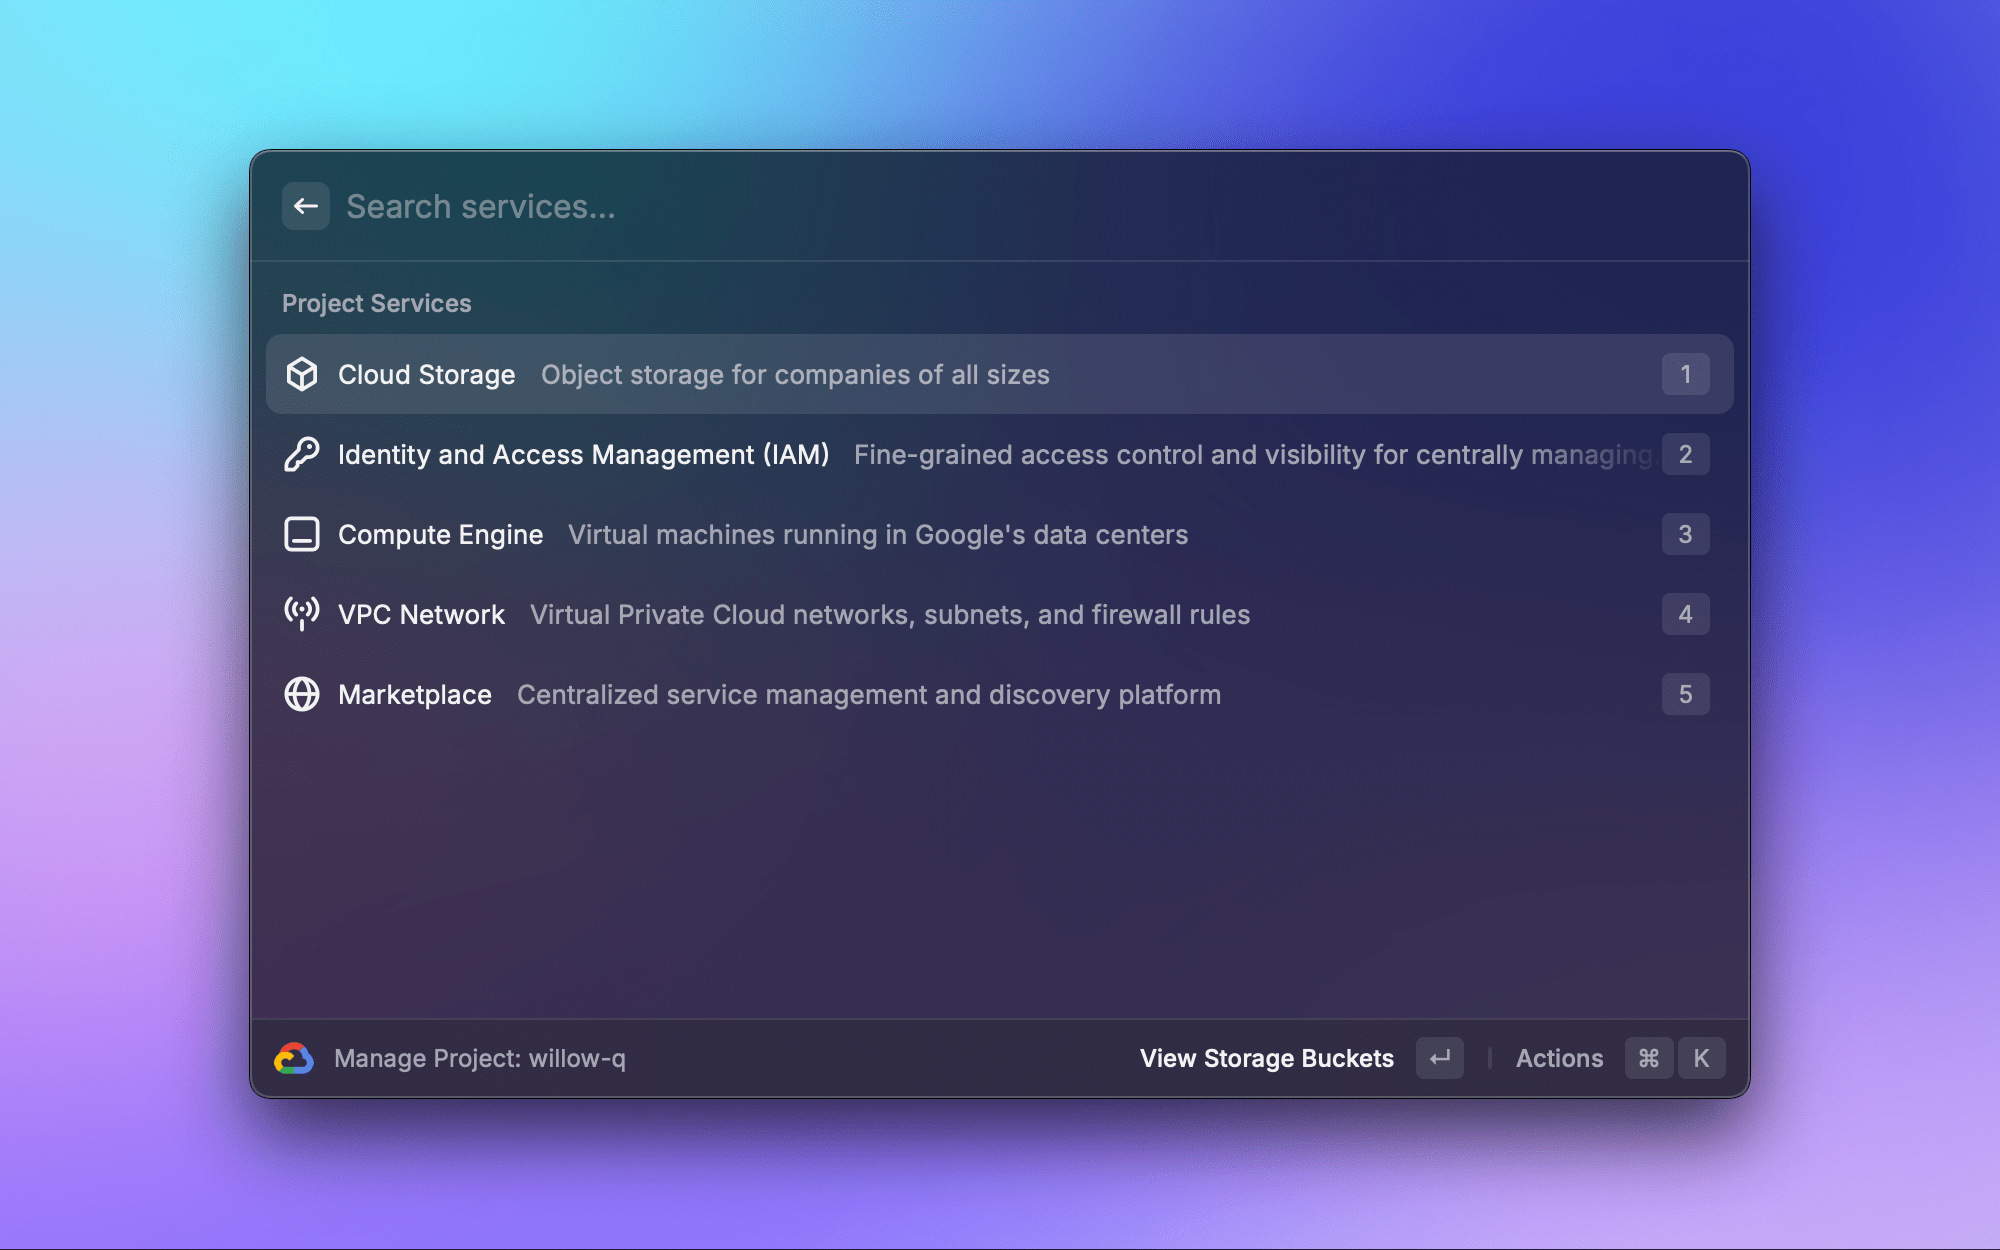 Search services...
Project Services
Cloud Storage Object storage for companies of all sizes 1
Identity and Access Management (IAM) Fine-grained access control and visibility for centrally managing 2
Compute Engine Virtual machines running in Google's data centers 3
VPC Network Virtual Private Cloud networks, subnets, and firewall rules 4
Marketplace Centralized service management and discovery platform 5
Manage Project: willow-q View Storage Buckets ↵ Actions ⌘ K